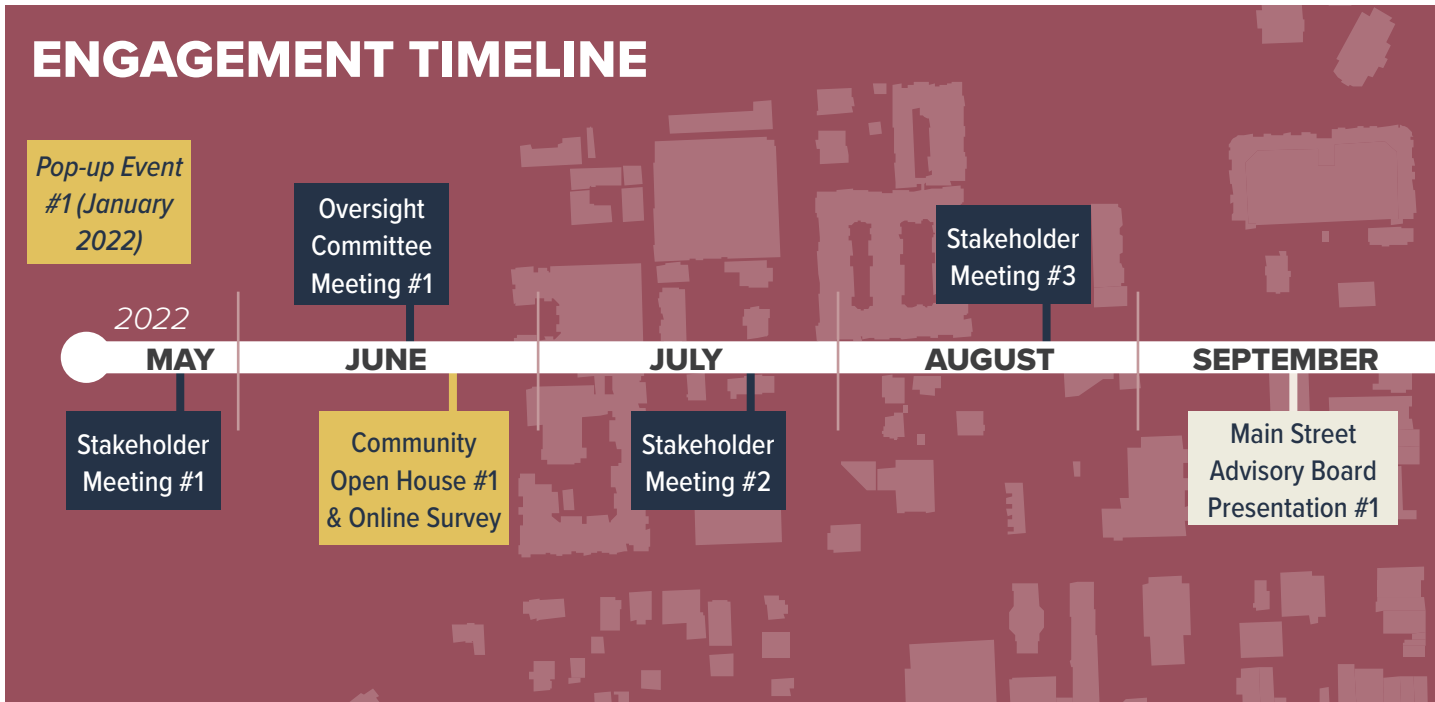 ENGAGEMENT TIMELINE
Pop-up Event
#1 (January
2022)
Oversight
Committee
Meeting #1
Stakeholder
Meeting #3
2022
MAY
JUNE
JULY
AUGUST
SEPTEMBER
Stakeholder
Meeting #1
Community
Open House #1
& Online Survey
Stakeholder
Meeting #2
Main Street
Advisory Board
Presentation #1